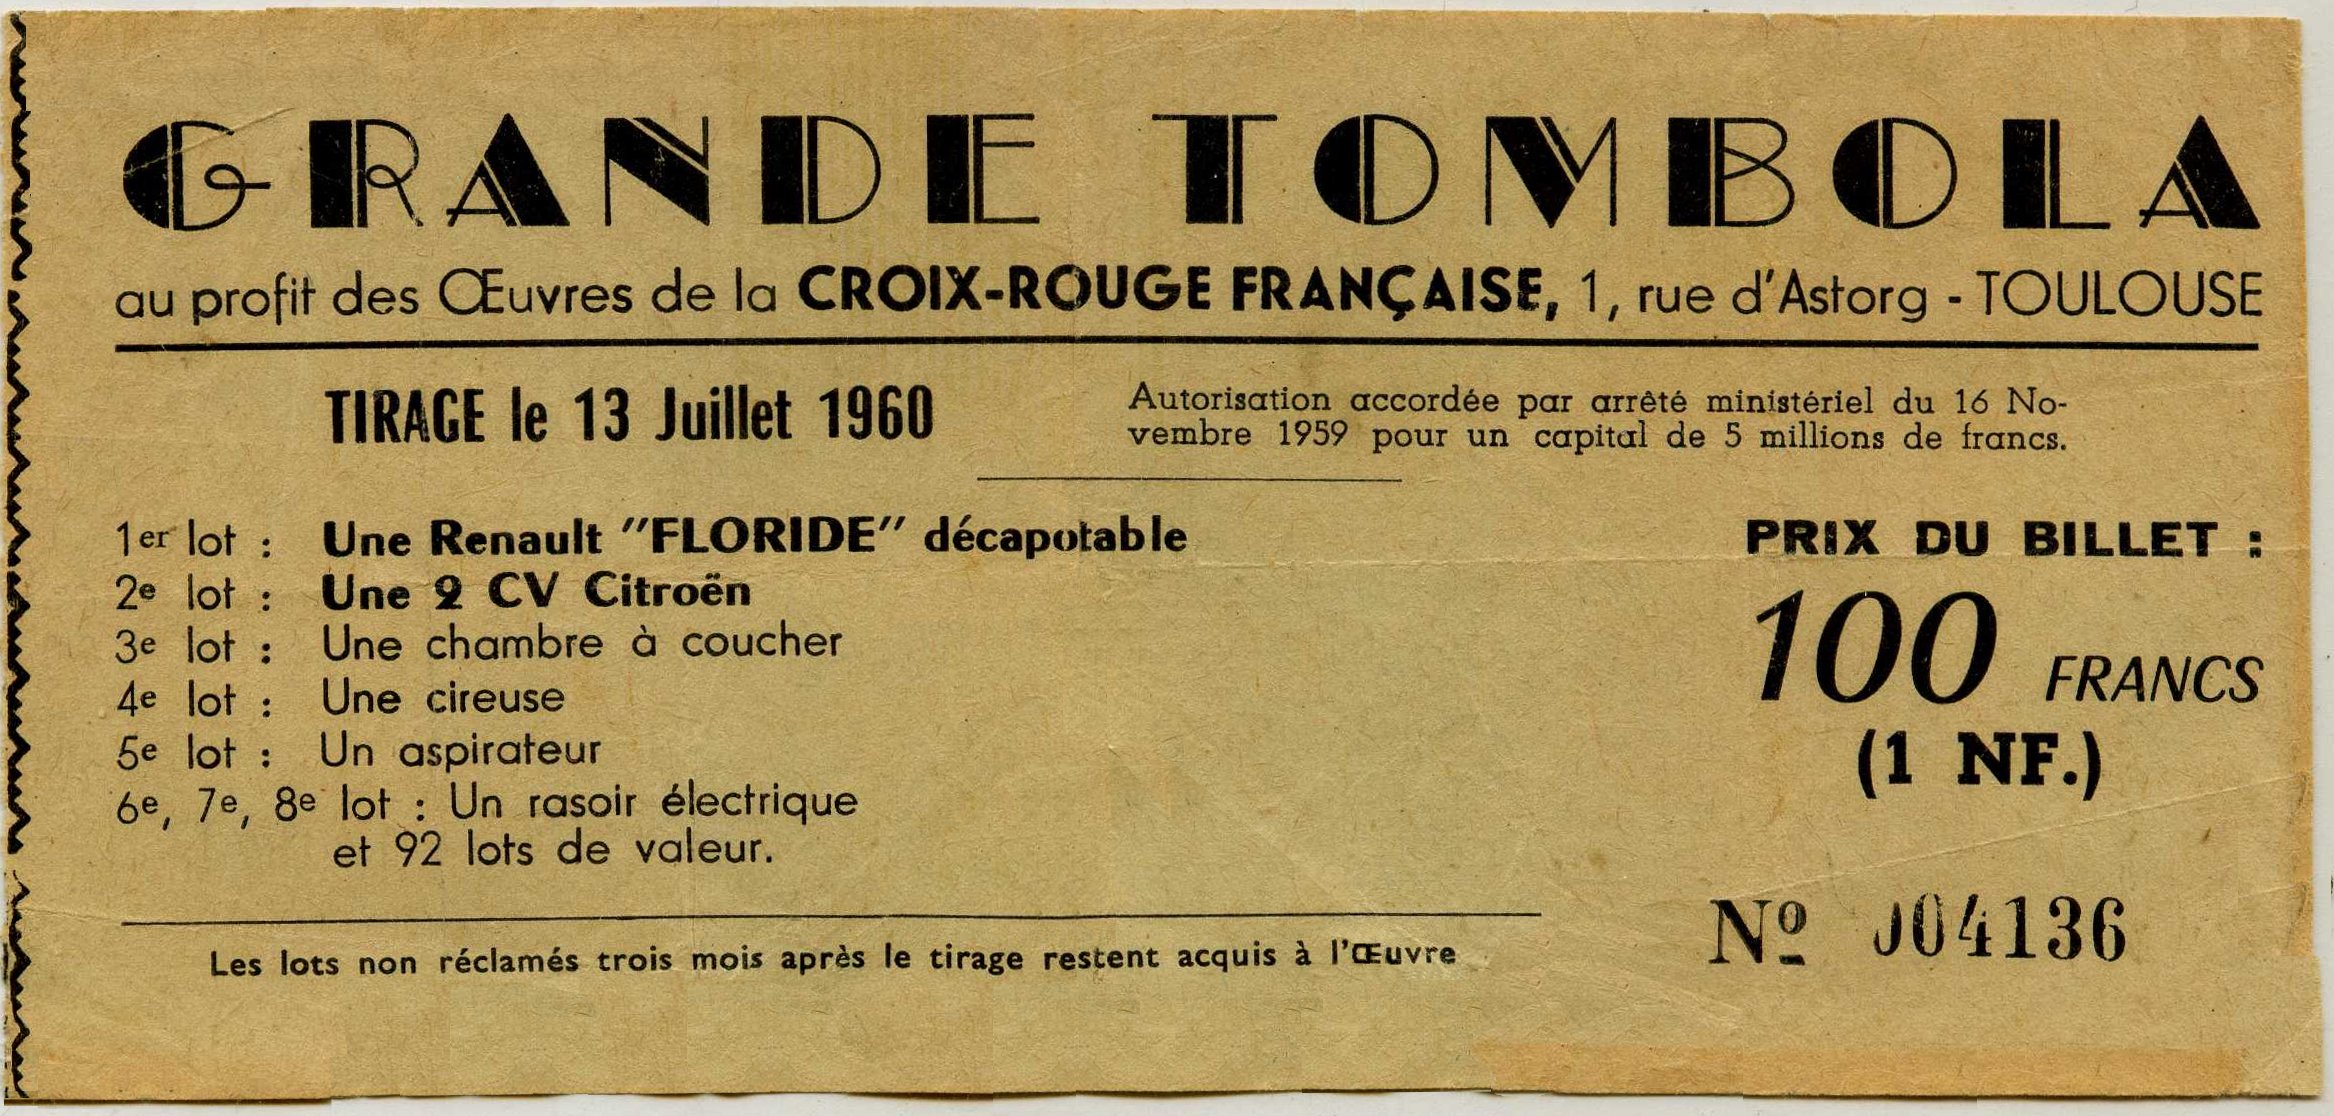 GRANDE TOMBOLA
au profit des Œuvres de la CROIX-ROUGE FRANÇAISE, 1, rue d'Astorg - TOULOUSE
TIRAGE le 13 Juillet 1960
Autorisation accordée par arrêté ministériel du 16 No-
vembre 1959 pour un capital de 5 millions de francs.
1er lot : Une Renault "FLORIDE" décapotable
2e lot : Une 2 CV Citroën
3e lot : Une chambre à coucher
4e lot : Une cireuse
5e lot : Un aspirateur
6e, 7e, 8e lot : Un rasoir électrique
et 92 lots de valeur.
PRIX DU BILLET :
100 FRANCS
(1 NF.)
Les lots non réclamés trois mois après le tirage restent acquis à l'Œuvre
Nº 004136